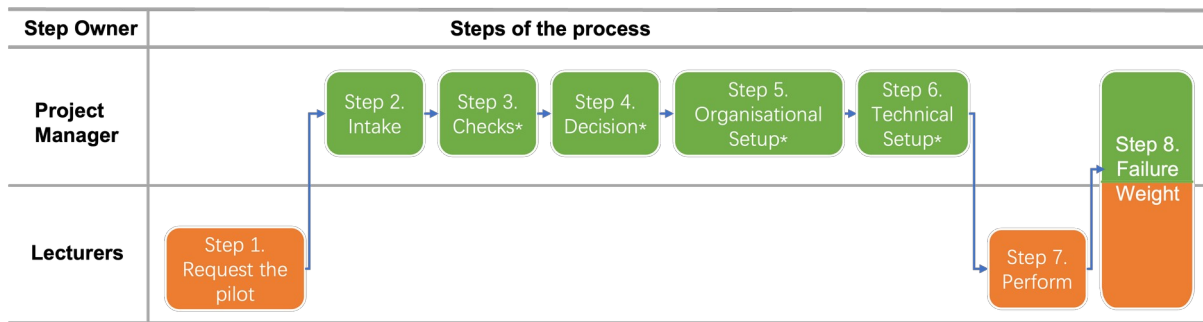 Step Owner
Steps of the process
Project
Manager
Step 2.
Intake
Step 3.
Checks*
Step 4.
Decision*
Step 5.
Organisational
Setup*
Step 6.
Technical
Setup*
Step 8.
Failure
Weight
Lecturers
Step 1.
Request the
pilot
Step 7.
Perform